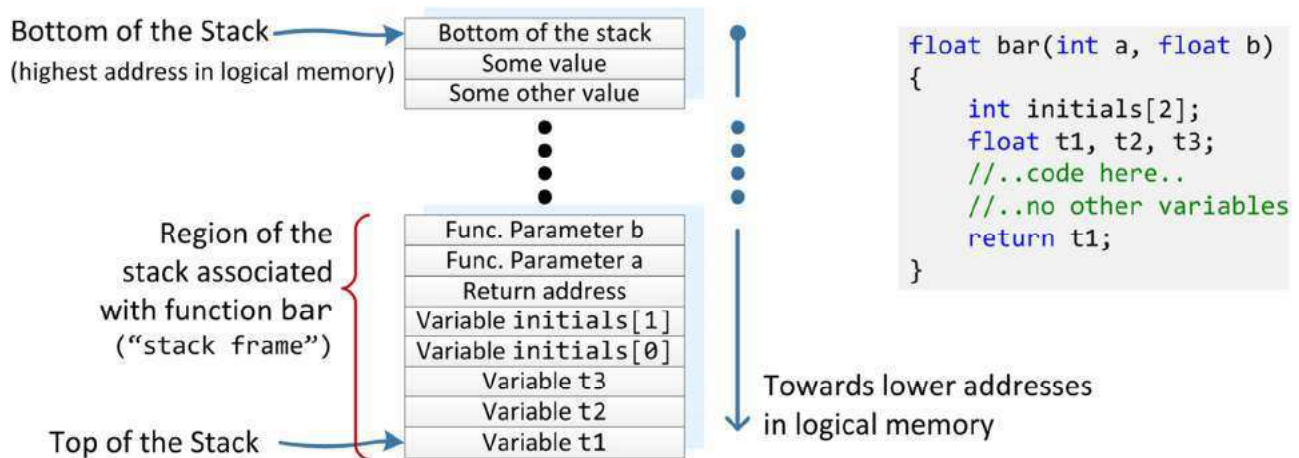 Bottom of the Stack
(highest address in logical memory)
Bottom of the stack
Some value
Some other value
Region of the
stack associated
with function bar
("stack frame")
Func. Parameter b
Func. Parameter a
Return address
Variable initials[1]
Variable initials[0]
Variable t3
Variable t2
Variable t1
Top of the Stack
Towards lower addresses
in logical memory
float bar(int a, float b)
{
int initials[2];
float t1, t2, t3;
//..code here..
//..no other variables
return t1;
}